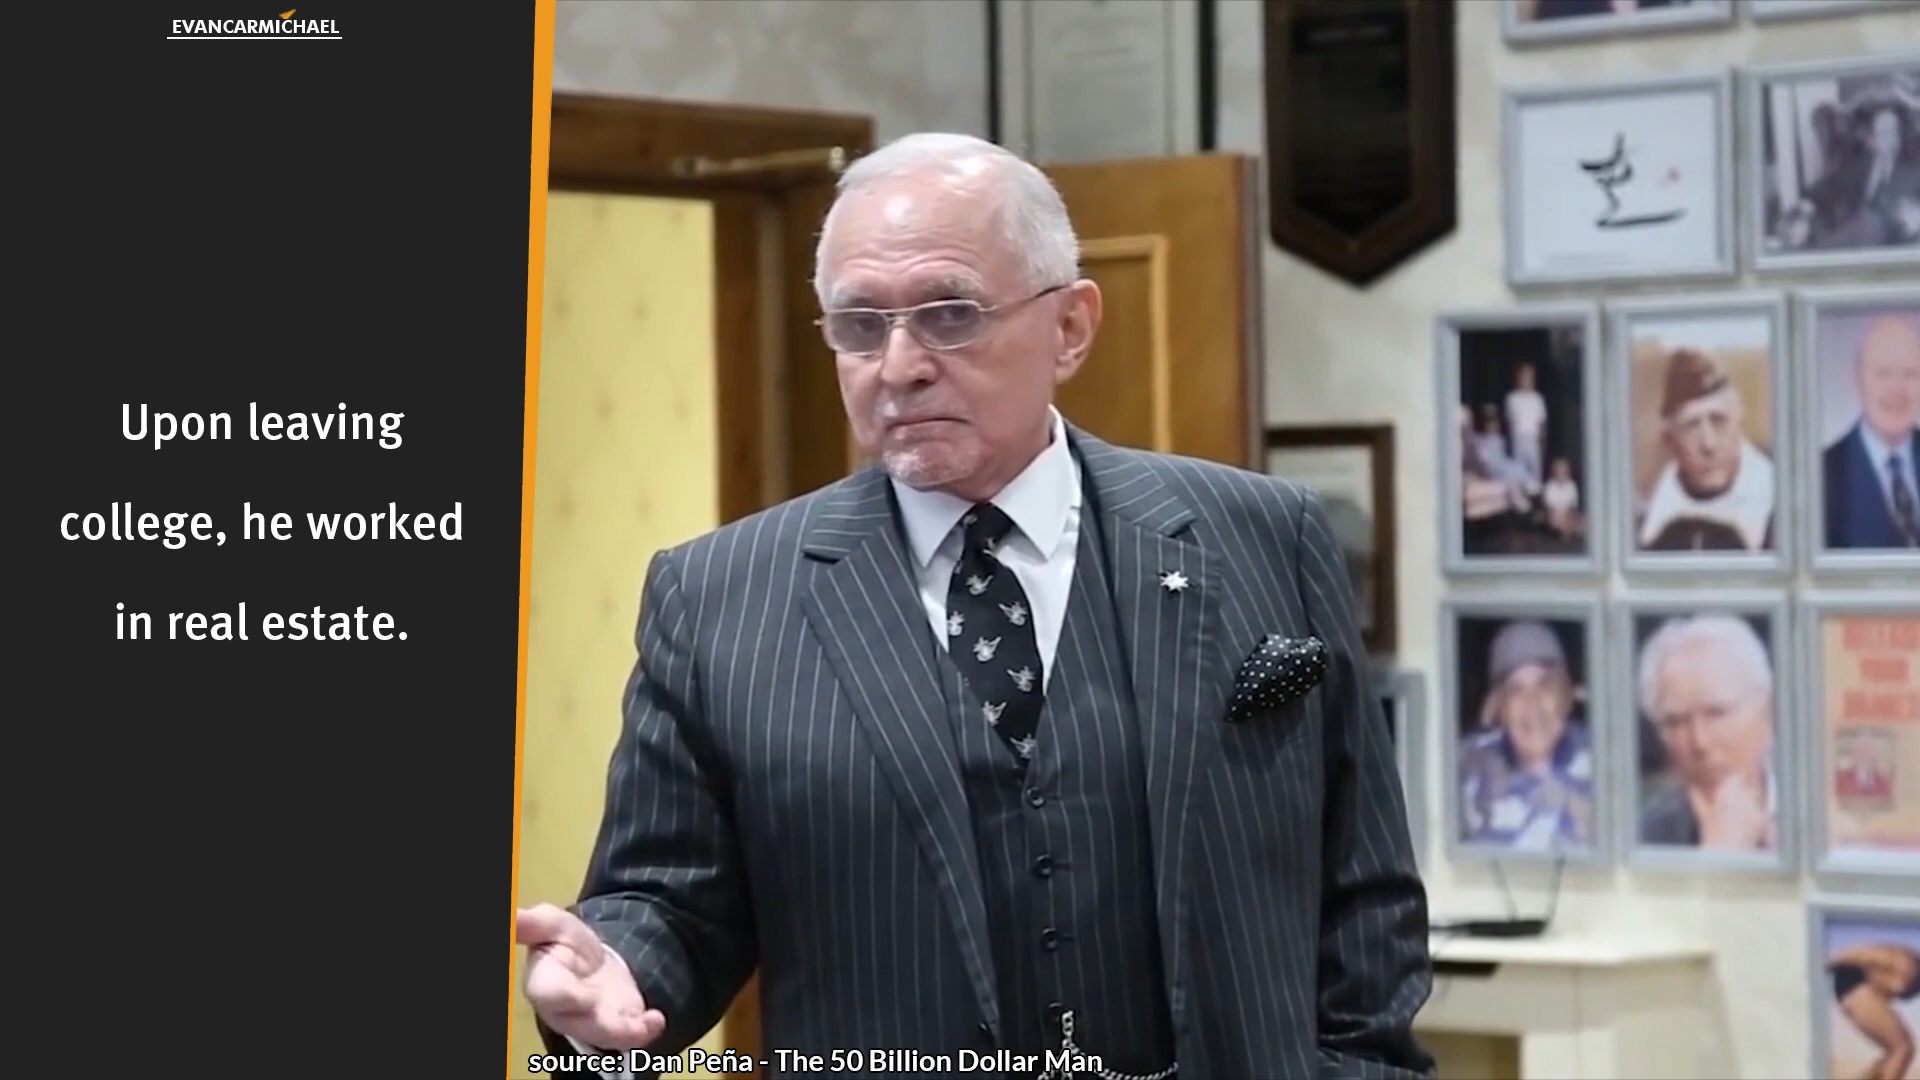 EVANCARMICHAEL
Upon leaving
college, he worked
in real estate.
source: Dan Peña - The 50 Billion Dollar Man